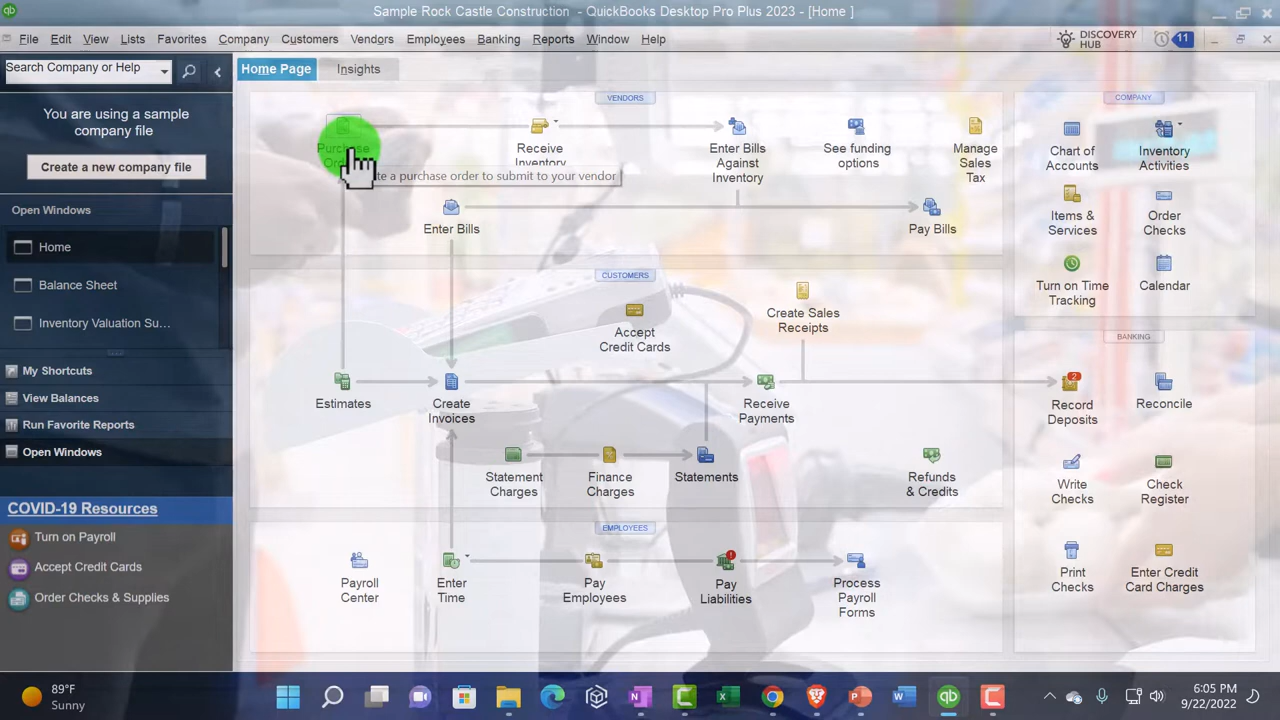 Sample Rock Castle Construction - QuickBooks Desktop Pro Plus 2023 - [Home ]
File Edit View Lists Favorites Company Customers Vendors Employees Banking Reports Window Help
DISCOVERY
HUB
11
Search Company or Help
Home Page
Insights
You are using a sample
company file
Create a new company file
Open Windows
Home
Balance Sheet
Inventory Valuation Su...
My Shortcuts
View Balances
Run Favorite Reports
Open Windows
COVID-19 Resources
Turn on Payroll
Accept Credit Cards
Order Checks & Supplies
VENDORS
Purchase
Receive
Inventory
Enter Bills
Against
Inventory
See funding
options
Manage
Sales
Tax
a purchase order to submit to your vendor
Enter Bills
Pay Bills
CUSTOMERS
Accept
Credit Cards
Create Sales
Receipts
Estimates
Create
Invoices
Receive
Payments
Statement
Charges
Finance
Charges
Statements
Refunds
& Credits
EMPLOYEES
Payroll
Center
Enter
Time
Pay
Employees
Pay
Liabilities
Process
Payroll
Forms
COMPANY
Chart of
Accounts
Inventory
Activities
Items &
Services
Order
Checks
Turn on Time
Tracking
Calendar
BANKING
2
Record
Deposits
Reconcile
Write
Checks
Check
Register
Print
Checks
Enter Credit
Card Charges
89°F
Sunny
6:05 PM
9/22/2022